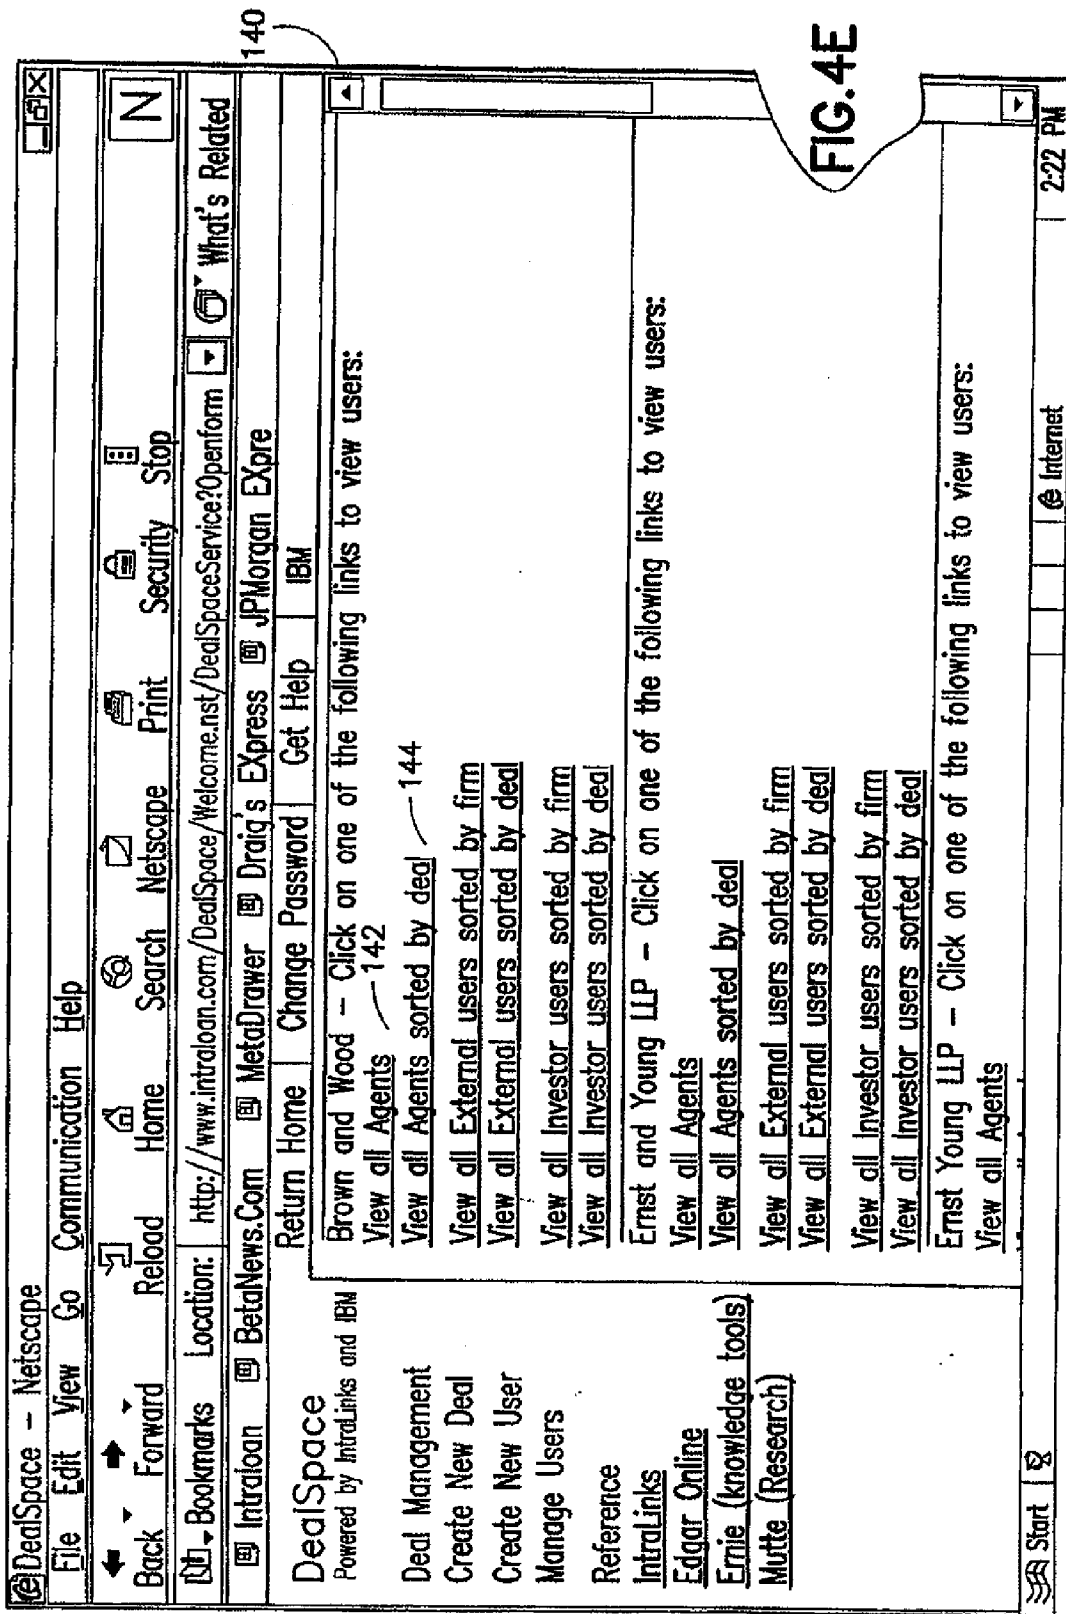 DealSpace – Netscape
File Edit View Go Communication Help
Back Forward Reload Home Search Netscape Print Security Stop
N
Bookmarks Location: http://www.intraloan.com/DealSpace/Welcome.nst/DealSpaceService?Openform What's Related
Intraloan BetaNews.Com MetaDrawer Draig's EXpress JPMorgan EXpre
140
Return Home Change Password Get Help IBM
DealSpace
Powered by IntraLinks and IBM
Deal Management
Create New Deal
Create New User
Manage Users
Reference
IntraLinks
Edgar Online
Ernie (knowledge tools)
Mutte (Research)
Brown and Wood – Click on one of the following links to view users:
View all Agents 142
View all Agents sorted by deal 144
View all External users sorted by firm
View all External users sorted by deal
View all Investor users sorted by firm
View all Investor users sorted by deal
Ernst and Young LLP – Click on one of the following links to view users:
View all Agents
View all Agents sorted by deal
View all External users sorted by firm
View all External users sorted by deal
View all Investor users sorted by firm
View all Investor users sorted by deal
Ernst Young LLP – Click on one of the following links to view users:
View all Agents
Start Internet 2:22 PM
FIG.4E